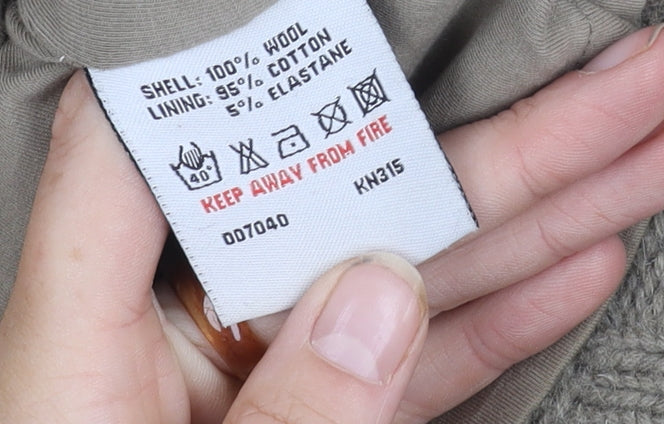 SHELL: 100% WOOL
LINING: 95% COTTON
5% ELASTANE
40°
KEEP AWAY FROM FIRE
KN315
DD7040